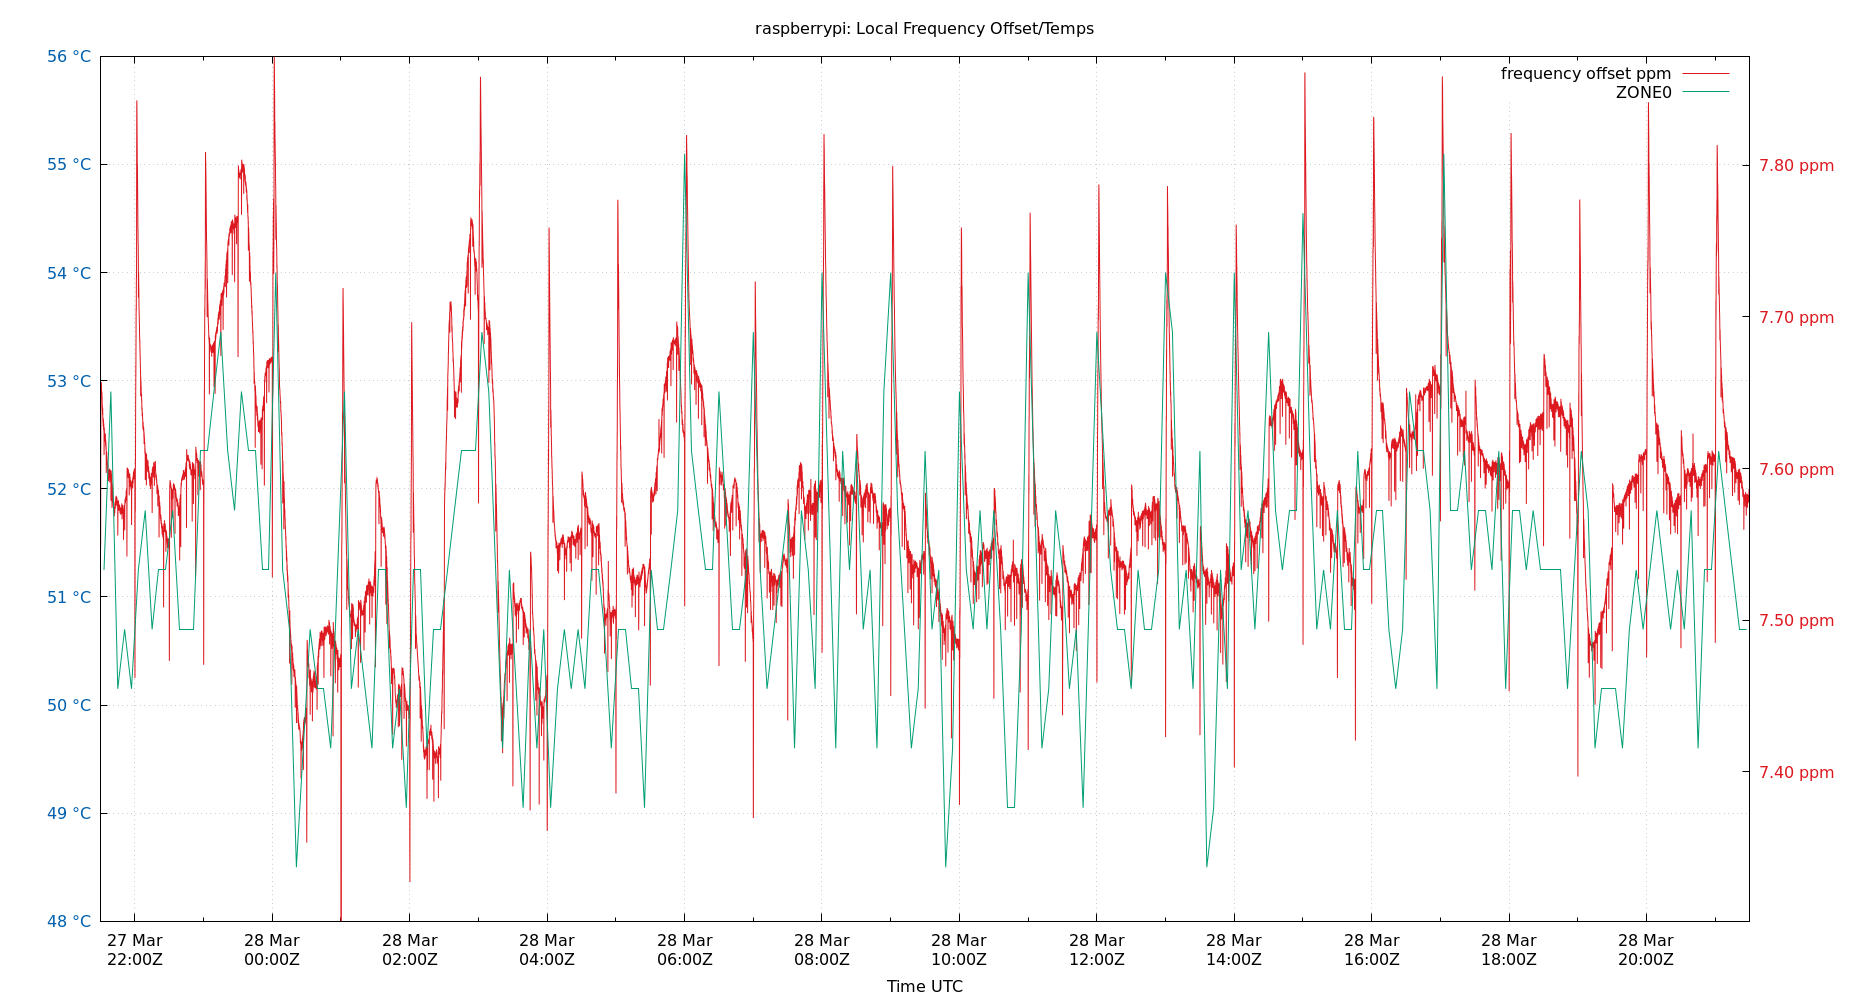 raspberrypi: Local Frequency Offset/Temps
56 °C
55 °C
54 °C
53 °C
52 °C
51 °C
50 °C
49 °C
48 °C
frequency offset ppm
ZONE0
7.80 ppm
7.70 ppm
7.60 ppm
7.50 ppm
7.40 ppm
27 Mar 28 Mar 28 Mar 28 Mar 28 Mar 28 Mar 28 Mar 28 Mar 28 Mar 28 Mar 28 Mar 28 Mar
22:00Z 00:00Z 02:00Z 04:00Z 06:00Z 08:00Z 10:00Z 12:00Z 14:00Z 16:00Z 18:00Z 20:00Z
Time UTC